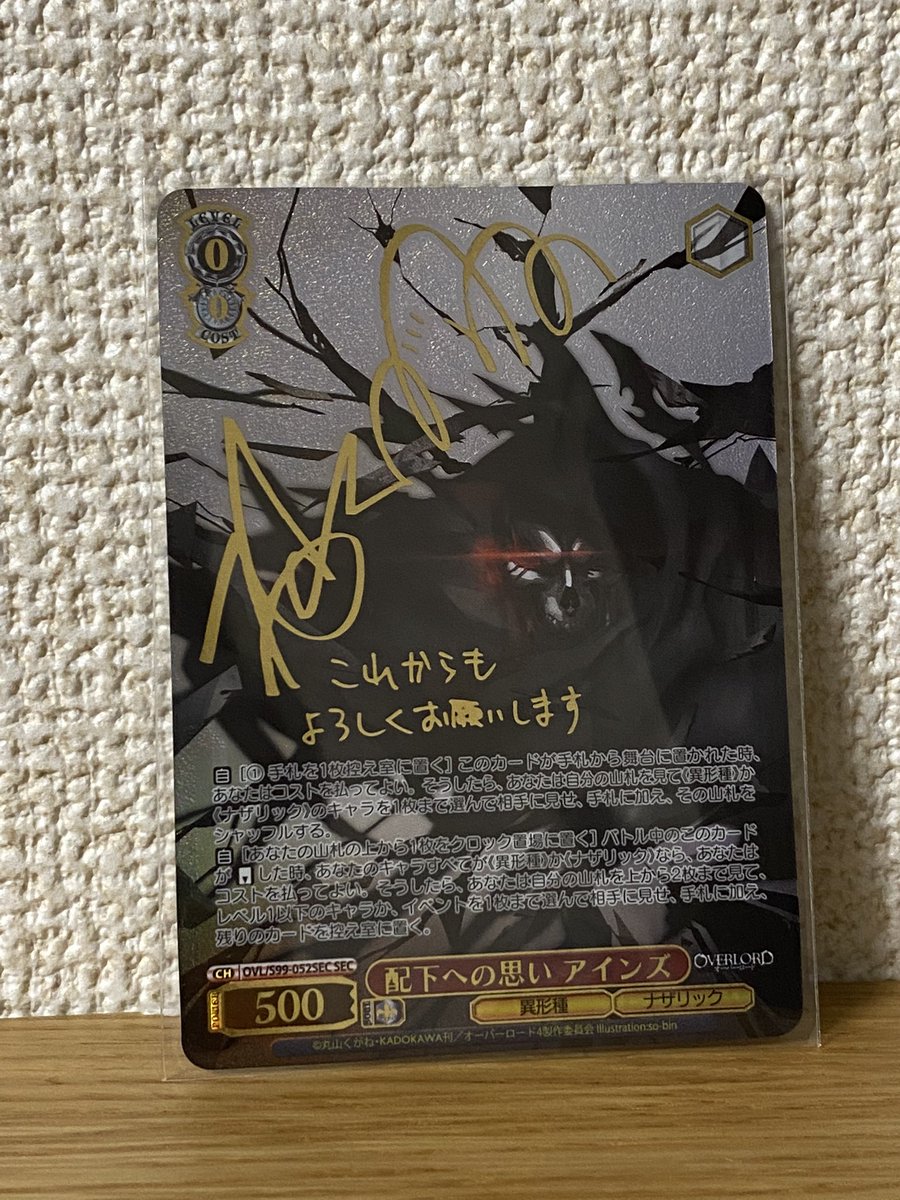 LEVEL
0
0
COST
これからも
よろしくお願いします
自 [① 手札を1枚控え室に置く] このカードが手札から舞台に置かれた時、
あなたはコストを払ってよい。そうしたら、あなたは自分の山札を見て《異形種》か
《ナザリック》のキャラを1枚まで選んで相手に見せ、手札に加え、その山札を
シャッフルする。
自 [あなたの山札の上から1枚をクロック置場に置く] バトル中のこのカード
が した時、あなたのキャラすべてが《異形種》か《ナザリック》なら、あなたは
コストを払ってよい。そうしたら、あなたは自分の山札を上から2枚まで見て、
レベル1以下のキャラか、イベントを1枚まで選んで相手に見せ、手札に加え、
残りのカードを控え室に置く。
CH OVL/S99-052SEC SEC
配下への思い アインズ
OVERLORD
POWER
500
SOUL
異形種
ナザリック
©丸山くがね・KADOKAWA刊／オーバーロード4製作委員会 Illustration:so-bin